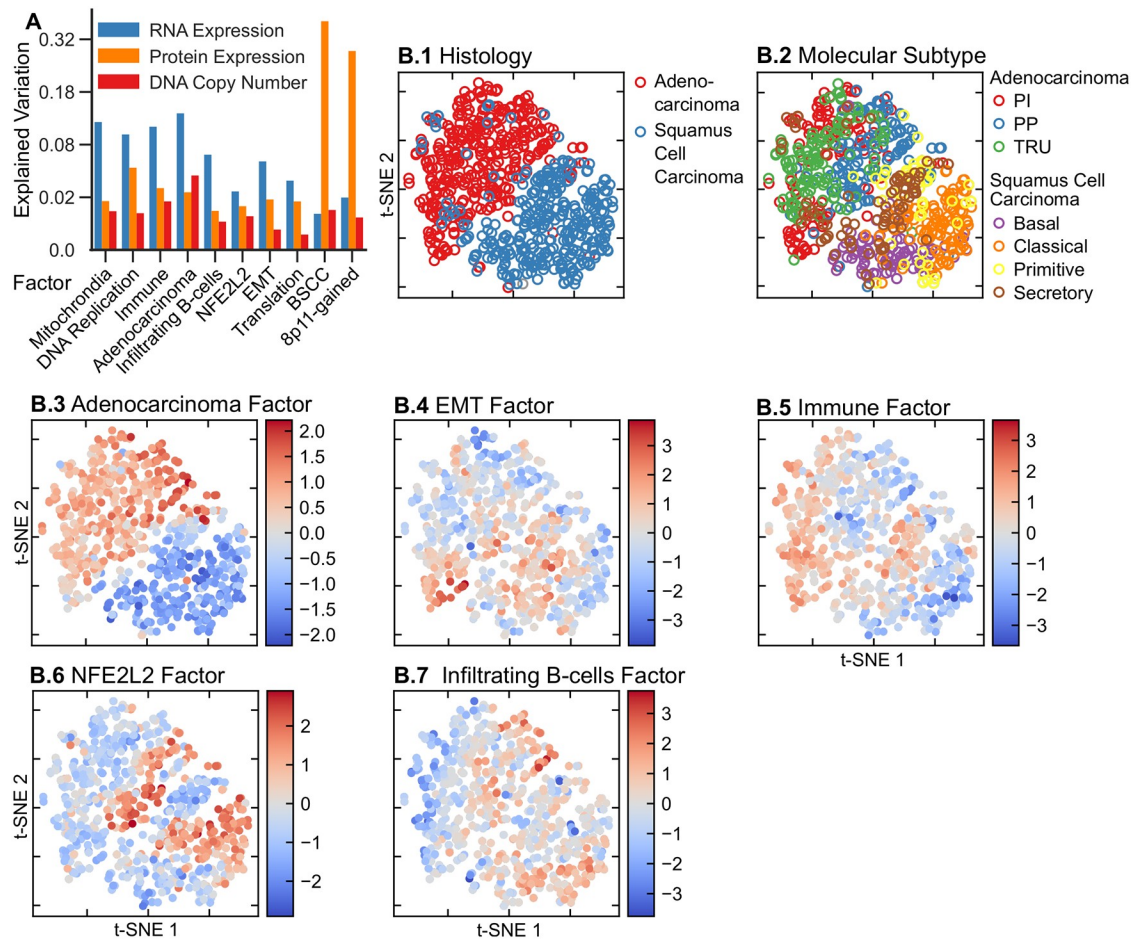 A
RNA Expression
Protein Expression
DNA Copy Number
Explained Variation
0.32
0.18
0.08
0.02
0.0
Factor
Mitochrondia
DNA Replication
Immune
Adenocarcinoma
Infiltrating B-cells
NFE2L2
EMT
Translation
BSCC
8p11-gained
B.1 Histology
t-SNE 2
Adeno-
carcinoma
Squamus
Cell
Carcinoma
B.2 Molecular Subtype
Adenocarcinoma
PI
PP
TRU
Squamus Cell
Carcinoma
Basal
Classical
Primitive
Secretory
B.3 Adenocarcinoma Factor
t-SNE 2
2.0
1.5
1.0
0.5
0.0
−0.5
−1.0
−1.5
−2.0
B.4 EMT Factor
3
2
1
0
−1
−2
−3
B.5 Immune Factor
3
2
1
0
−1
−2
−3
t-SNE 1
B.6 NFE2L2 Factor
t-SNE 2
2
1
0
−1
−2
t-SNE 1
B.7 Infiltrating B-cells Factor
3
2
1
0
−1
−2
−3
t-SNE 1